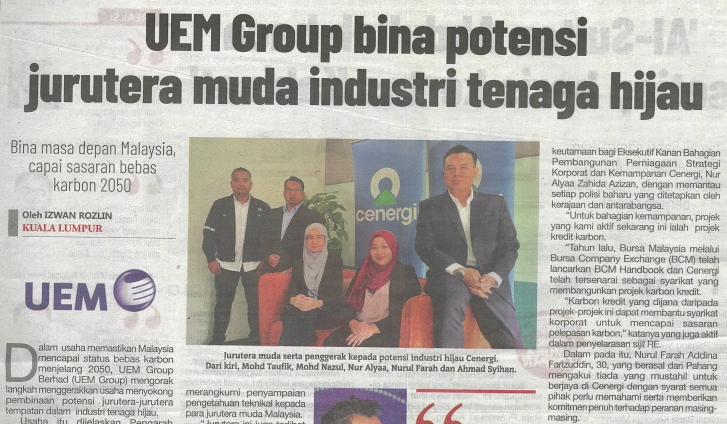 UEM Group bina potensi
jurutera muda industri tenaga hijau
Bina masa depan Malaysia,
capai sasaran bebas
karbon 2050
Oleh IZWAN ROZLIN
KUALA LUMPUR
UEM
Dalam usaha memastikan Malaysia
mencapai status bebas karbon
menjelang 2050, UEM Group
Berhad (UEM Group) mengorak
langkah menggerakkan usaha menyokong
pembinaan potensi jurutera-jurutera
tempatan dalam industri tenaga hijau.
Usaha itu dijelaskan Pengarah
cenergi
Jurutera muda serta penggerak kepada potensi industri hijau Cenergi.
Dari kiri, Mohd Taufik, Mohd Nazul, Nur Alyaa, Nurul Farah dan Ahmad Syihan.
merangkumi penyampaian
pengetahuan teknikal kepada
para jurutera muda Malaysia.
"Jurutera ini juga terlibat
keutamaan bagi Eksekutif Kanan Bahagian
Pembangunan Perniagaan Strategi
Korporat dan Kemampanan Cenergi, Nur
Alyaa Zahida Azizan, dengan memantau
setiap polisi baharu yang ditetapkan oleh
kerajaan dan antarabangsa.
"Untuk bahagian kemampanan, projek
yang kami aktif sekarang ini ialah projek
kredit karbon.
"Tahun lalu, Bursa Malaysia melalui
Bursa Company Exchange (BCM) telah
lancarkan BCM Handbook dan Cenergi
telah tersenarai sebagai syarikat yang
membangunkan projek karbon kredit.
"Karbon kredit yang dijana daripada
projek-projek ini dapat membantu syarikat
korporat untuk mencapai sasaran
pelepasan karbon," katanya yang juga aktif
dalam penyelarasan sijil RE.
Dalam pada itu, Nurul Farah Addina
Farizuddin, 30, yang berasal dari Pahang
mengakui tiada yang mustahil untuk
berjaya di Cenergi dengan syarat semua
pihak perlu memahami serta memberikan
komitmen penuh terhadap peranan masing-
masing.